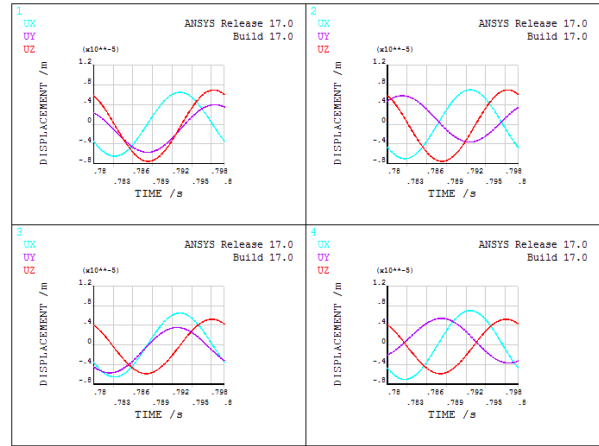 1
UX
UY
UZ
ANSYS Release 17.0
Build 17.0
(x10**-5)
DISPLACEMENT /m
1.2
.8
.4
0
-.4
-.8
.78
.786
.792
.798
.783
.789
.795
.8
TIME /s
2
UX
UY
UZ
ANSYS Release 17.0
Build 17.0
(x10**-5)
DISPLACEMENT /m
1.2
.8
.4
0
-.4
-.8
.78
.786
.792
.798
.783
.789
.795
.8
TIME /s
3
UX
UY
UZ
ANSYS Release 17.0
Build 17.0
(x10**-5)
DISPLACEMENT /m
1.2
.8
.4
0
-.4
-.8
.78
.786
.792
.798
.783
.789
.795
.8
TIME /s
4
UX
UY
UZ
ANSYS Release 17.0
Build 17.0
(x10**-5)
DISPLACEMENT /m
1.2
.8
.4
0
-.4
-.8
.78
.786
.792
.798
.783
.789
.795
.8
TIME /s